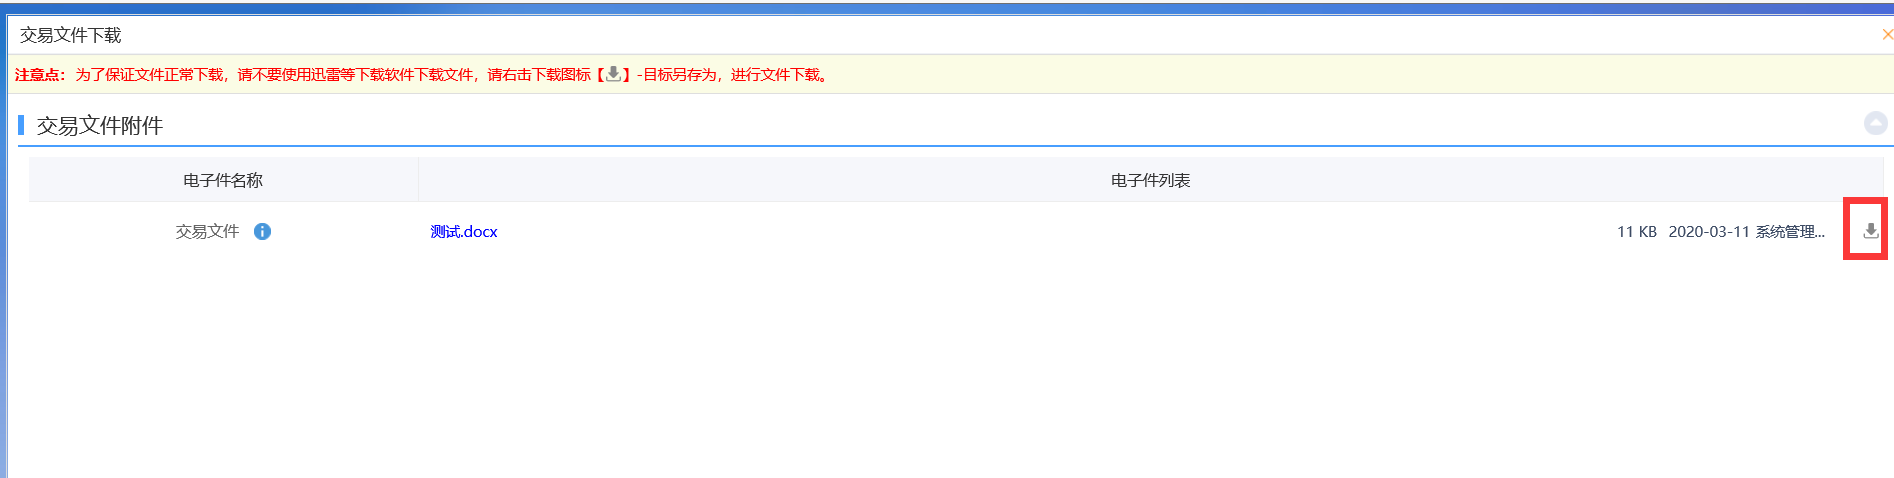 交易文件下载
注意点：为了保证文件正常下载，请不要使用迅雷等下载软件下载文件，请右击下载图标【】-目标另存为，进行文件下载。
交易文件附件
电子件名称 电子件列表
交易文件 测试.docx 11 KB 2020-03-11 系统管理...